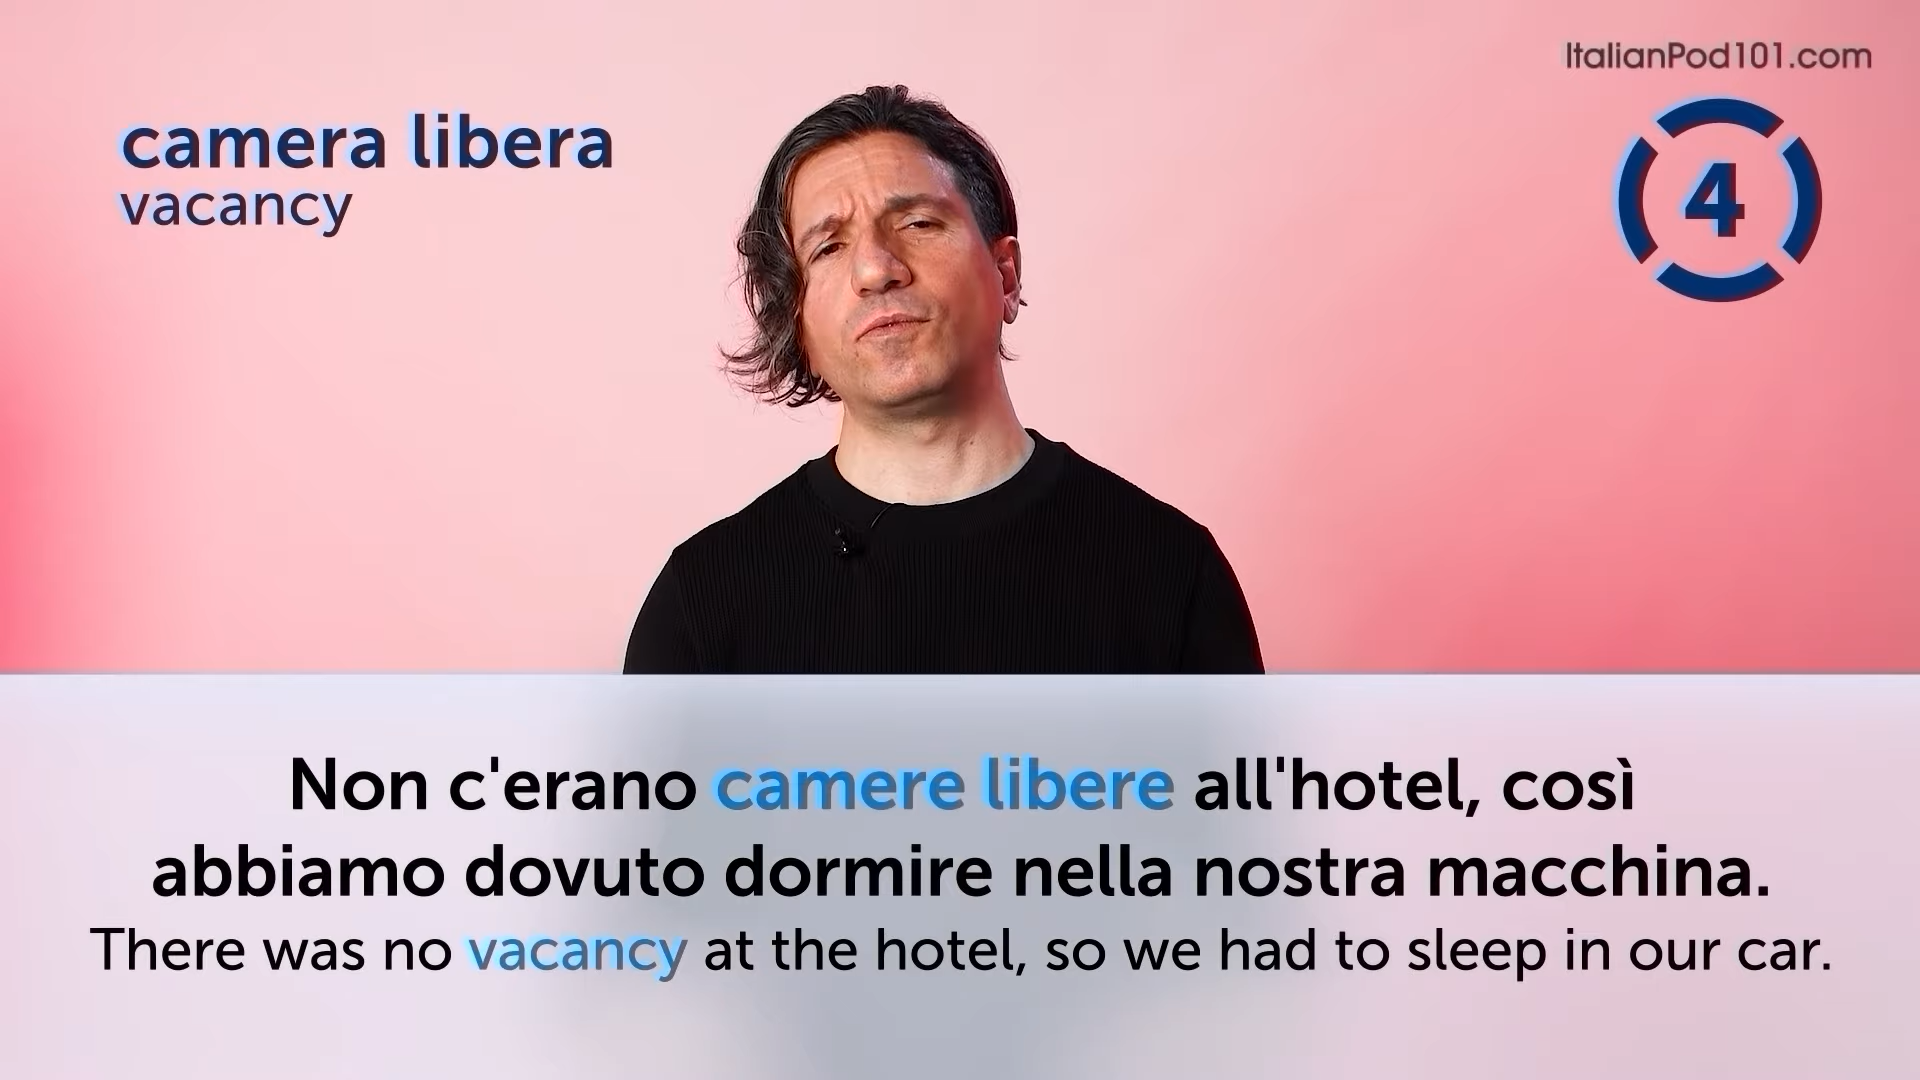 ItalianPod101.com
camera libera
vacancy
4
Non c'erano camere libere all'hotel, così
abbiamo dovuto dormire nella nostra macchina.
There was no vacancy at the hotel, so we had to sleep in our car.